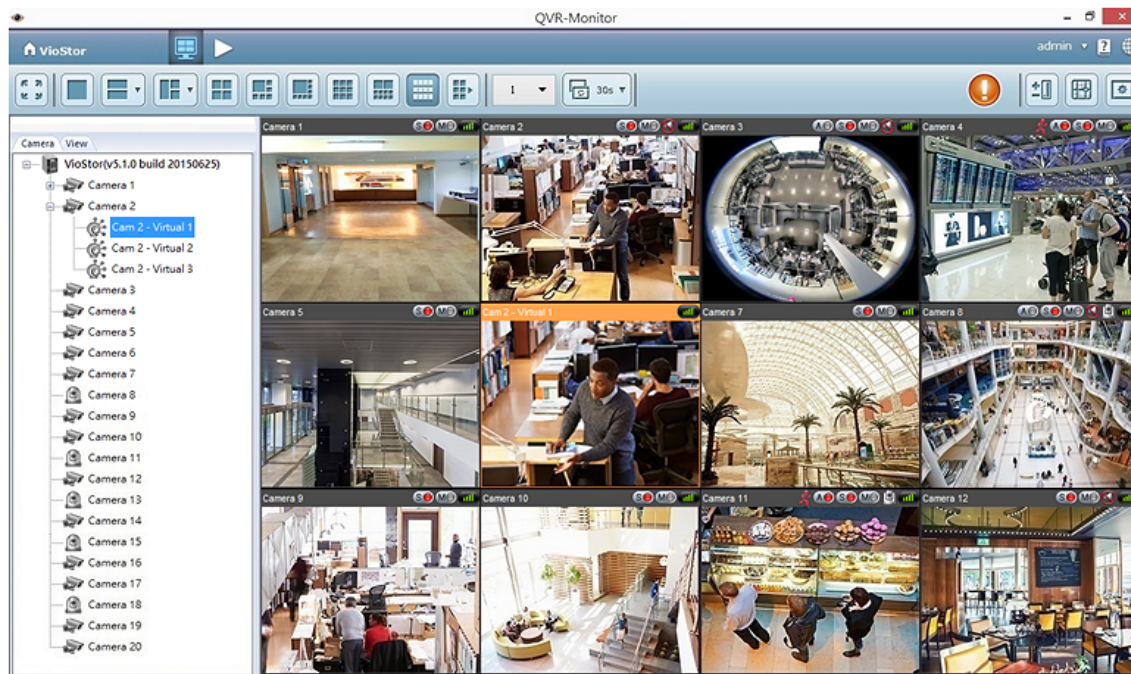 QVR-Monitor
VioStor
admin
1
30s
Camera View
VioStor(v5.1.0 build 20150625)
Camera 1
Camera 2
Cam 2 - Virtual 1
Cam 2 - Virtual 2
Cam 2 - Virtual 3
Camera 3
Camera 4
Camera 5
Camera 6
Camera 7
Camera 8
Camera 9
Camera 10
Camera 11
Camera 12
Camera 13
Camera 14
Camera 15
Camera 16
Camera 17
Camera 18
Camera 19
Camera 20
Camera 1
Camera 2
Camera 3
Camera 4
Camera 5
Cam 2 - Virtual 1
Camera 7
Camera 8
Camera 9
Camera 10
Camera 11
Camera 12